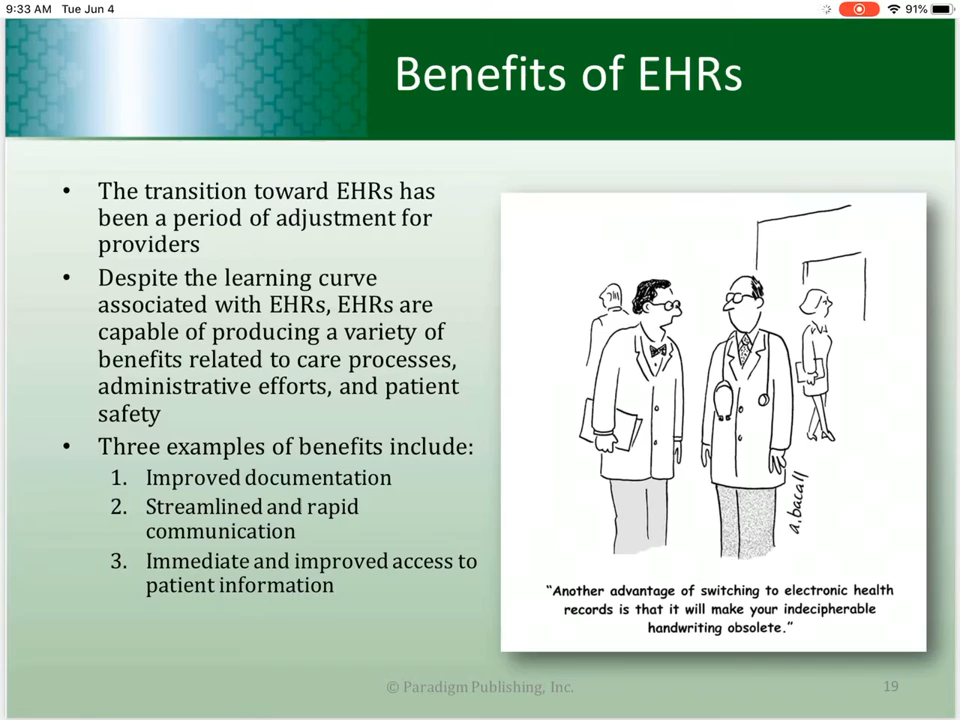 9:33 AM Tue Jun 4
91%
Benefits of EHRs
• The transition toward EHRs has
been a period of adjustment for
providers
• Despite the learning curve
associated with EHRs, EHRs are
capable of producing a variety of
benefits related to care processes,
administrative efforts, and patient
safety
• Three examples of benefits include:
1. Improved documentation
2. Streamlined and rapid
communication
3. Immediate and improved access to
patient information
a.bacall
"Another advantage of switching to electronic health
records is that it will make your indecipherable
handwriting obsolete."
© Paradigm Publishing, Inc.
19